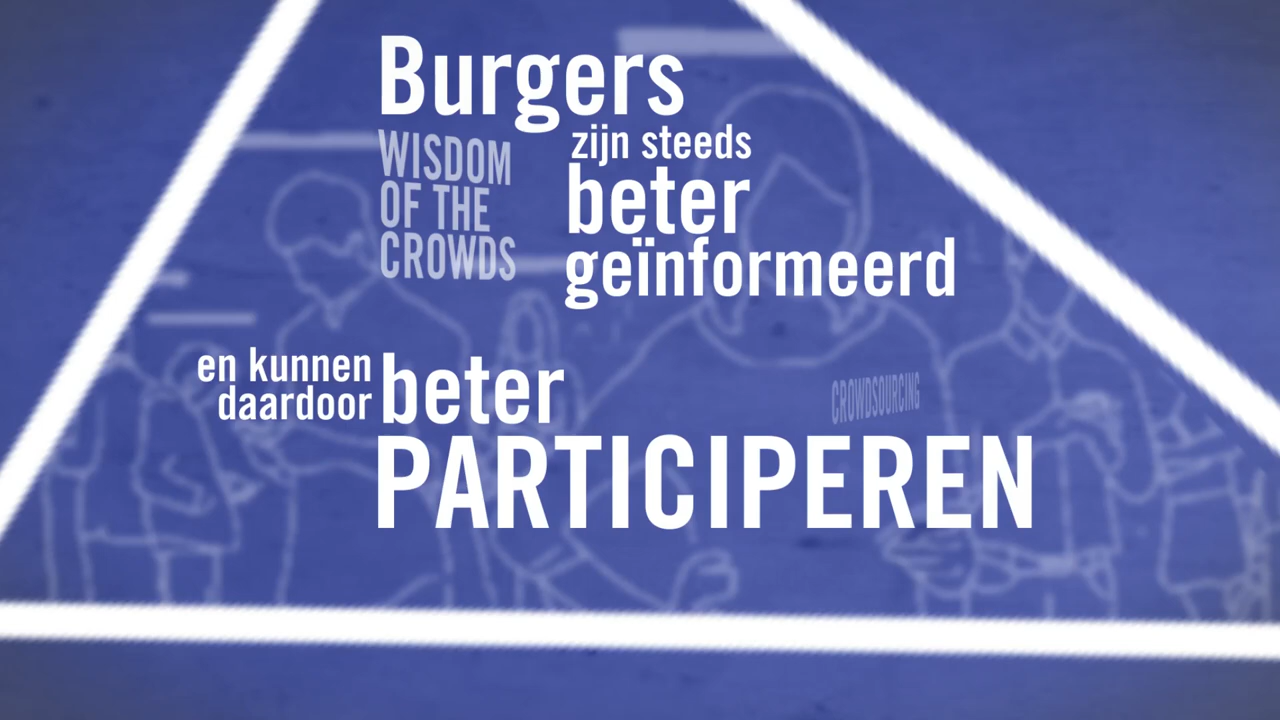 Burgers
WISDOM
OF THE
CROWDS
zijn steeds
beter
geïnformeerd
en kunnen
daardoor
beter
CROWDSOURCING
PARTICIPEREN